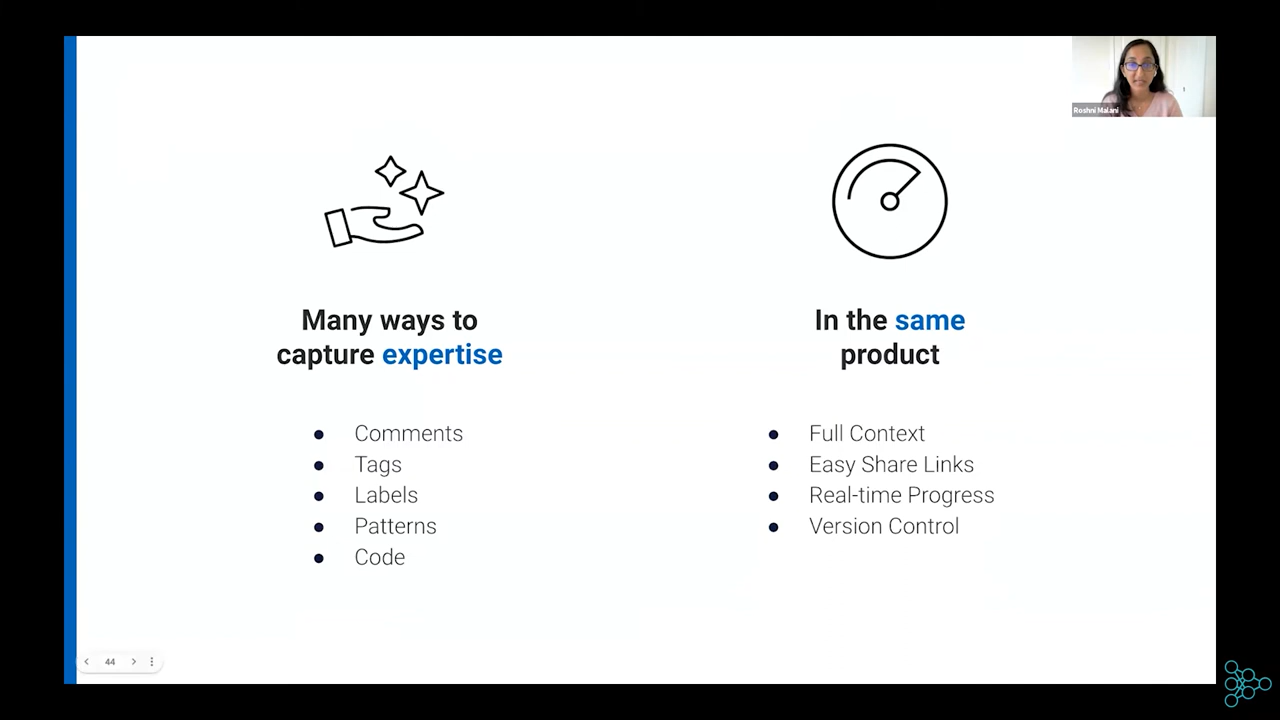 Roshni Malani
Many ways to
capture expertise
Comments
Tags
Labels
Patterns
Code
In the same
product
Full Context
Easy Share Links
Real-time Progress
Version Control
44